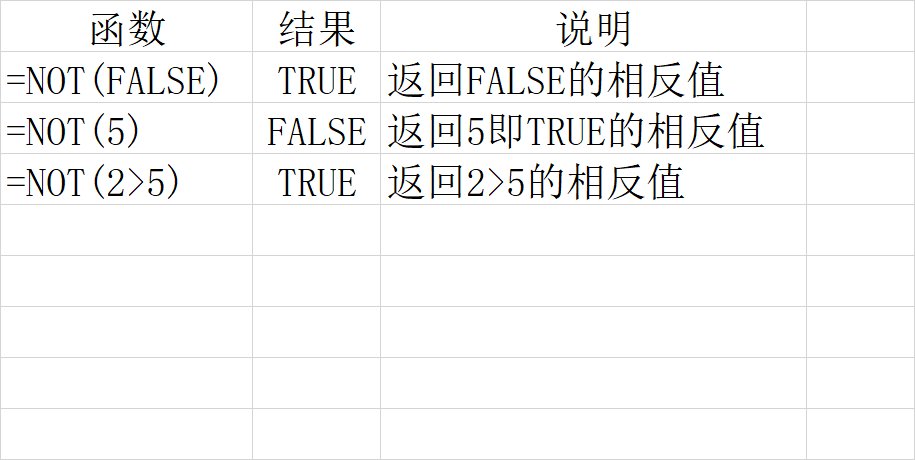 函数 结果 说明
=NOT(FALSE) TRUE 返回FALSE的相反值
=NOT(5) FALSE 返回5即TRUE的相反值
=NOT(2>5) TRUE 返回2>5的相反值